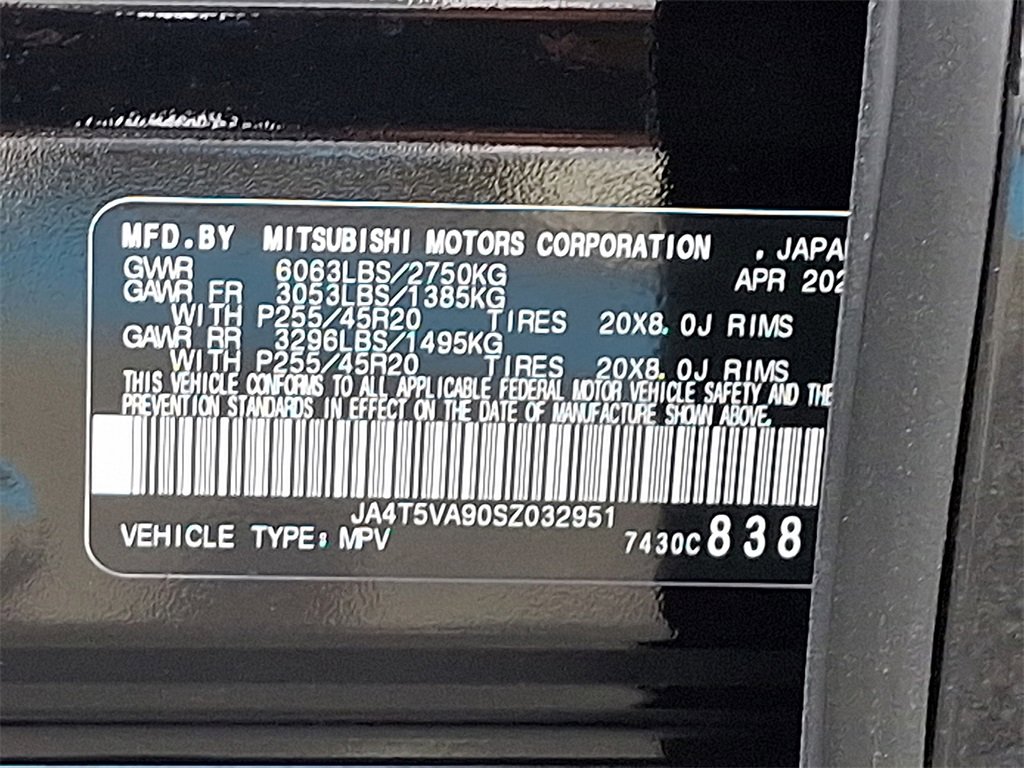 MFD.BY MITSUBISHI MOTORS CORPORATION , JAPA
GVWR 6063LBS/2750KG APR 202
GAWR FR 3053LBS/1385KG
WITH P255/45R20 TIRES 20X8.0J RIMS
GAWR RR 3296LBS/1495KG
WITH P255/45R20 TIRES 20X8.0J RIMS
THIS VEHICLE CONFORMS TO ALL APPLICABLE FEDERAL MOTOR VEHICLE SAFETY AND THE
PREVENTION STANDARDS IN EFFECT ON THE DATE OF MANUFACTURE SHOWN ABOVE.
JA4T5VA90SZ032951
VEHICLE TYPE: MPV 7430C 838